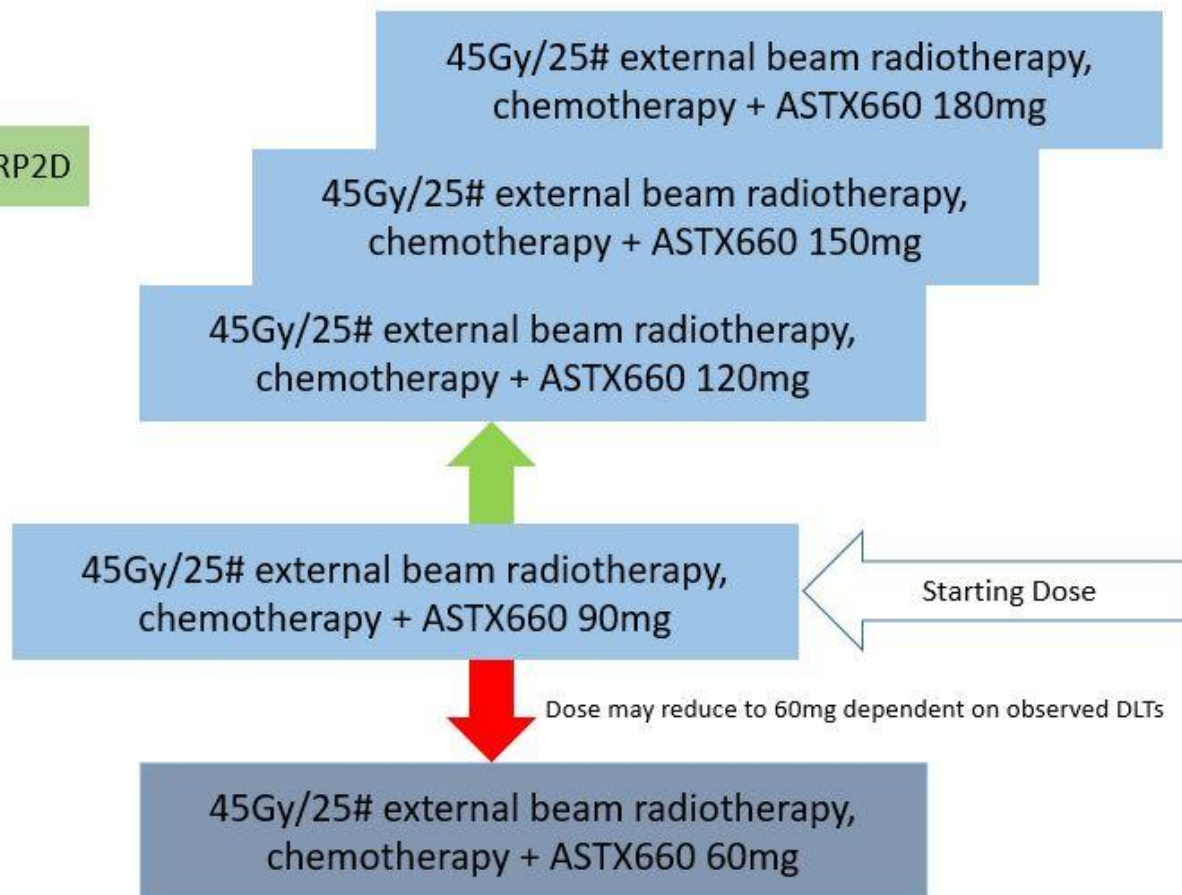 45Gy/25# external beam radiotherapy,
chemotherapy + ASTX660 180mg
RP2D
45Gy/25# external beam radiotherapy,
chemotherapy + ASTX660 150mg
45Gy/25# external beam radiotherapy,
chemotherapy + ASTX660 120mg
45Gy/25# external beam radiotherapy,
chemotherapy + ASTX660 90mg
Starting Dose
Dose may reduce to 60mg dependent on observed DLTs
45Gy/25# external beam radiotherapy,
chemotherapy + ASTX660 60mg